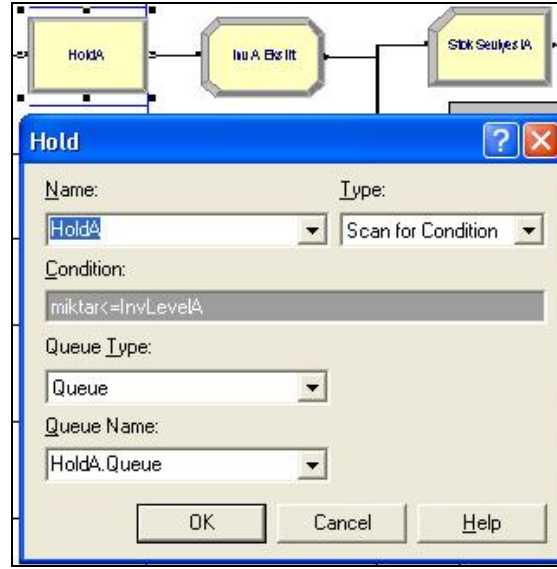 HoldA
Inv A Eksilt
Stok Seviyesi A
Hold
Name:
Type:
HoldA
Scan for Condition
Condition:
miktar<=InvLevelA
Queue Type:
Queue
Queue Name:
HoldA.Queue
OK
Cancel
Help